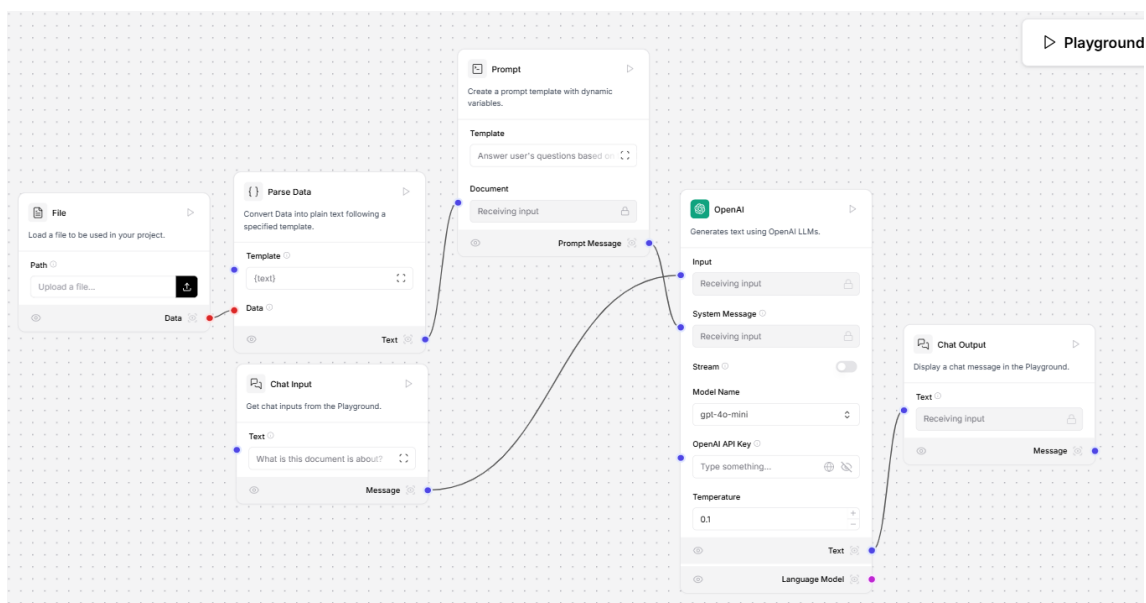 Playground
Prompt
Create a prompt template with dynamic
variables.
Template
Answer user's questions based on
Document
Receiving input
Prompt Message
File
Load a file to be used in your project.
Path
Upload a file...
Data
Parse Data
Convert Data into plain text following a
specified template.
Template
{text}
Data
Text
Chat Input
Get chat inputs from the Playground.
Text
What is this document is about?
Message
OpenAI
Generates text using OpenAI LLMs.
Input
Receiving input
System Message
Receiving input
Stream
Model Name
gpt-4o-mini
OpenAI API Key
Type something...
Temperature
0.1
Text
Language Model
Chat Output
Display a chat message in the Playground.
Text
Receiving input
Message